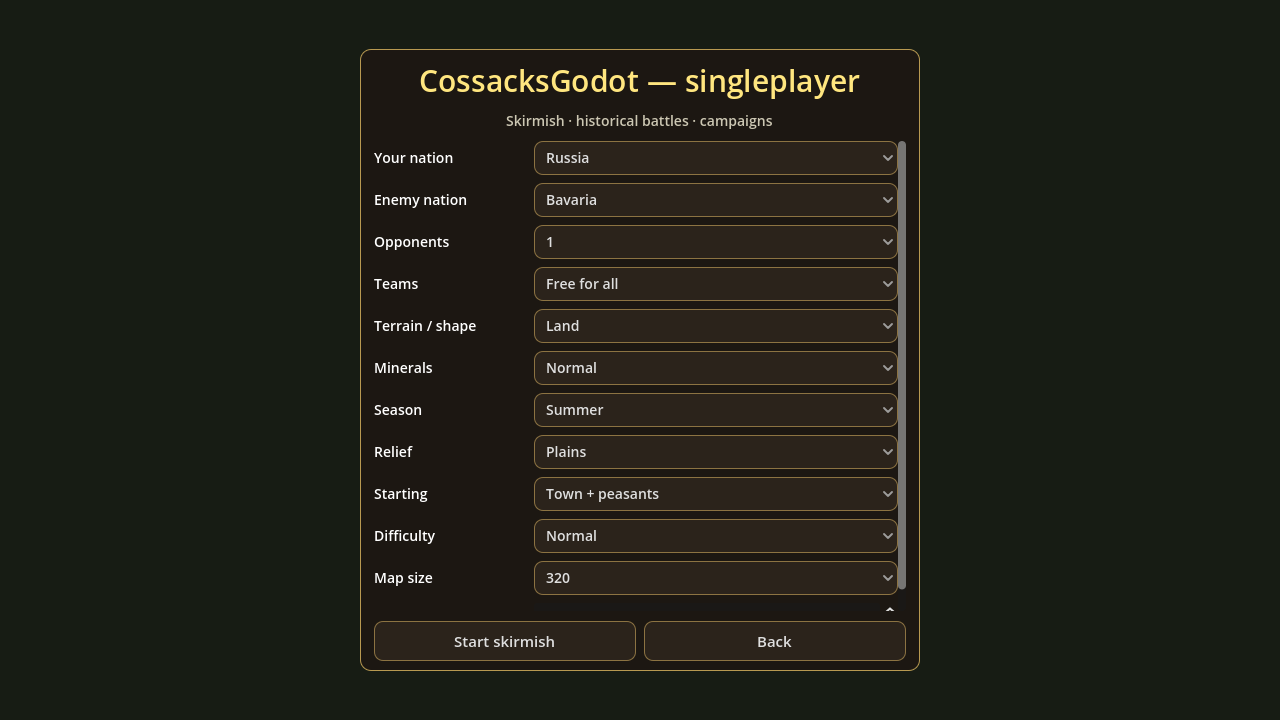 CossacksGodot — singleplayer
Skirmish · historical battles · campaigns
Your nation Russia
Enemy nation Bavaria
Opponents 1
Teams Free for all
Terrain / shape Land
Minerals Normal
Season Summer
Relief Plains
Starting Town + peasants
Difficulty Normal
Map size 320
Start skirmish Back